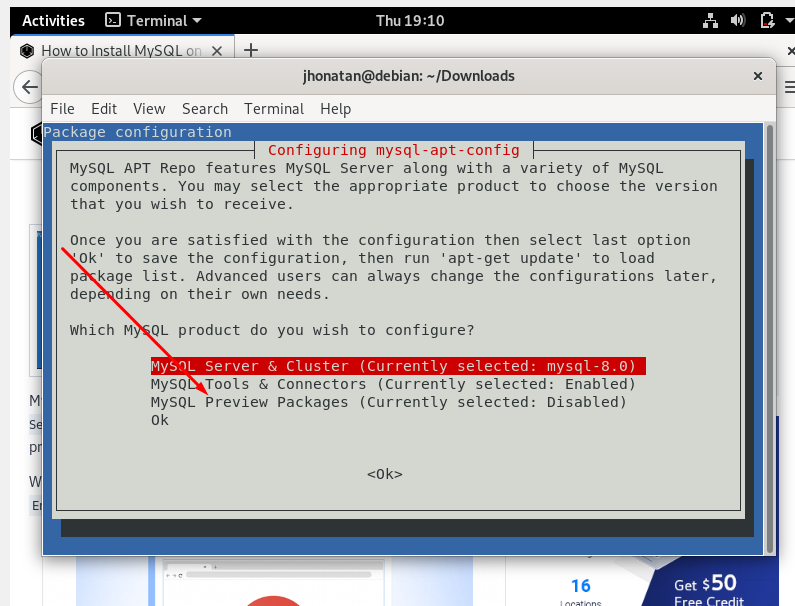 Activities Terminal Thu 19:10
How to Install MySQL on
jhonatan@debian: ~/Downloads
File Edit View Search Terminal Help
Package configuration
Configuring mysql-apt-config
MySQL APT Repo features MySQL Server along with a variety of MySQL
components. You may select the appropriate product to choose the version
that you wish to receive.
Once you are satisfied with the configuration then select last option
'Ok' to save the configuration, then run 'apt-get update' to load
package list. Advanced users can always change the configurations later,
depending on their own needs.
Which MySQL product do you wish to configure?
MySQL Server & Cluster (Currently selected: mysql-8.0)
MySQL Tools & Connectors (Currently selected: Enabled)
MySQL Preview Packages (Currently selected: Disabled)
Ok
<Ok>
M
Se
pr
W
En
16
Locations
Get $50
Free Credit